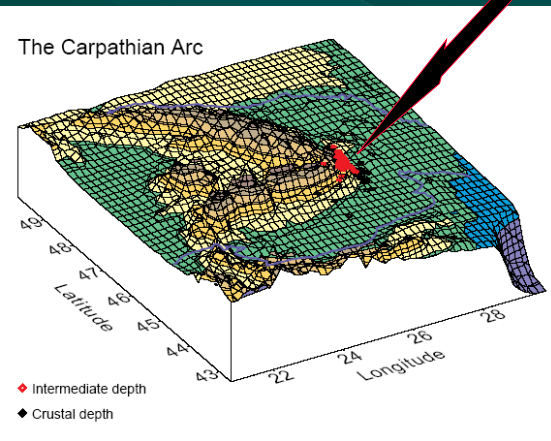 The Carpathian Arc
49
48
47
46
45
44
43
Latitude
22
24
26
28
Longitude
Intermediate depth
Crustal depth